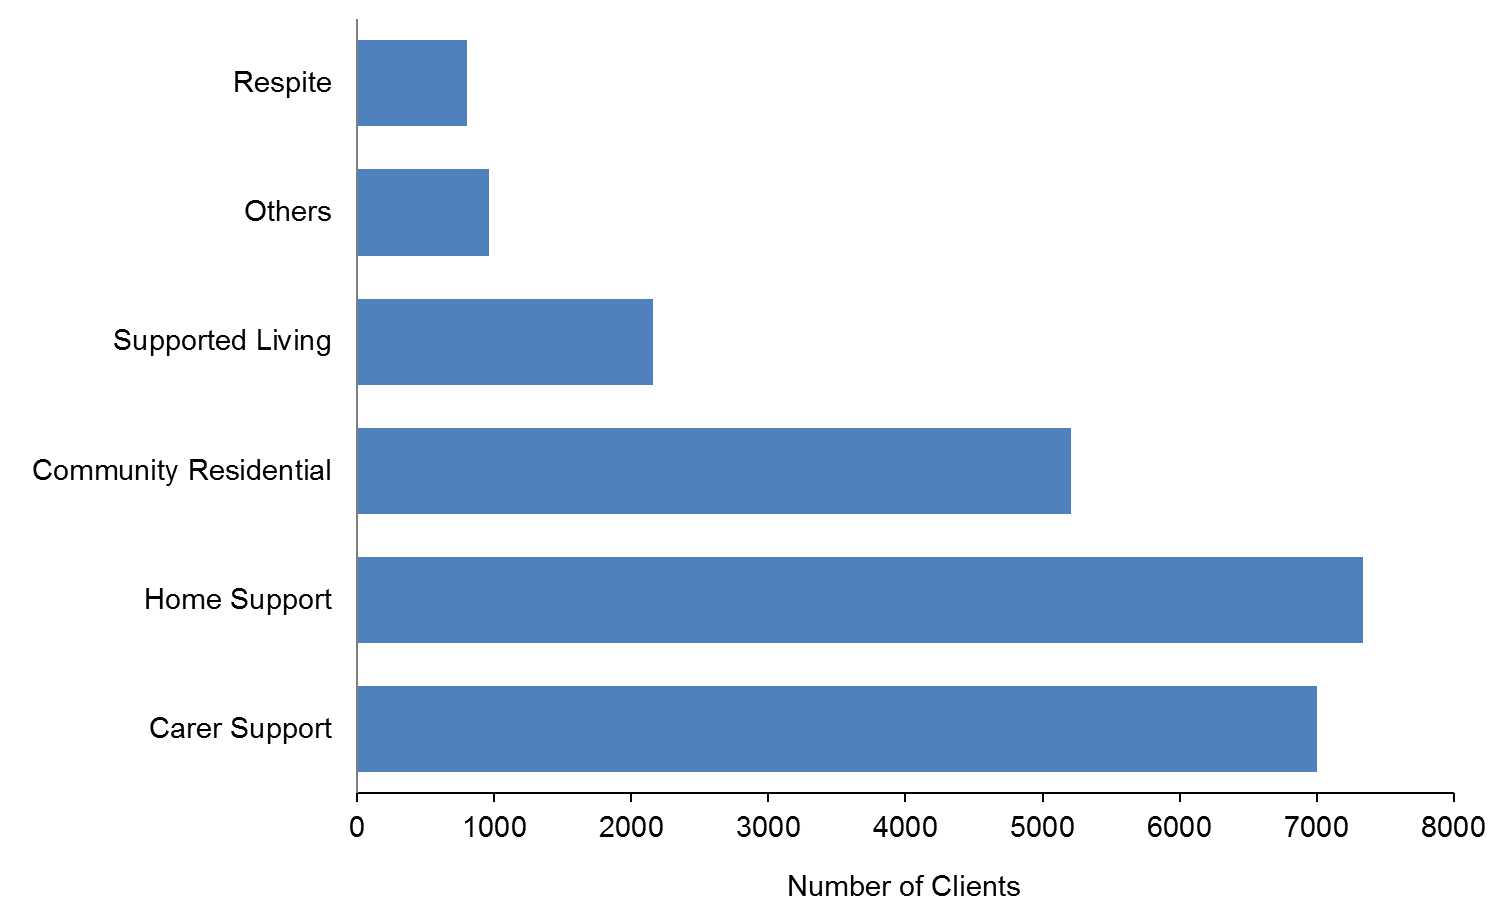 Respite
Others
Supported Living
Community Residential
Home Support
Carer Support
0 1000 2000 3000 4000 5000 6000 7000 8000
Number of Clients